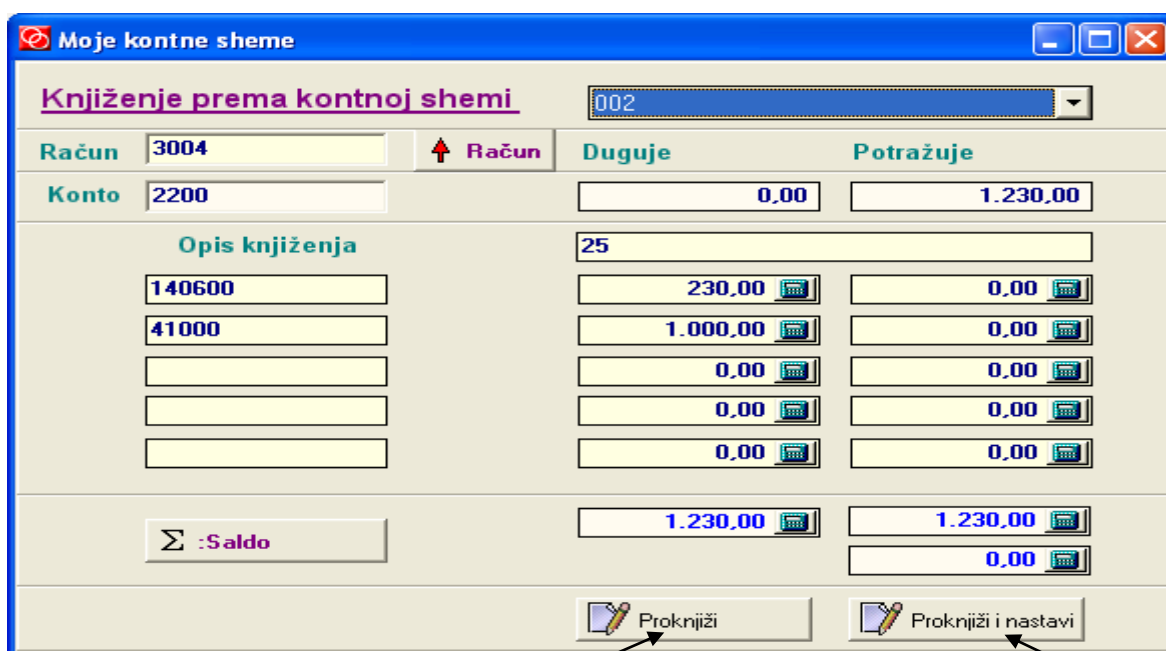 Moje kontne sheme
Knjiženje prema kontnoj shemi 002
Račun 3004 Račun Duguje Potražuje
Konto 2200 0,00 1.230,00
Opis knjiženja 25
140600 230,00 0,00
41000 1.000,00 0,00
0,00 0,00
0,00 0,00
0,00 0,00
Σ :Saldo 1.230,00 1.230,00
0,00
Proknjiži Proknjiži i nastavi